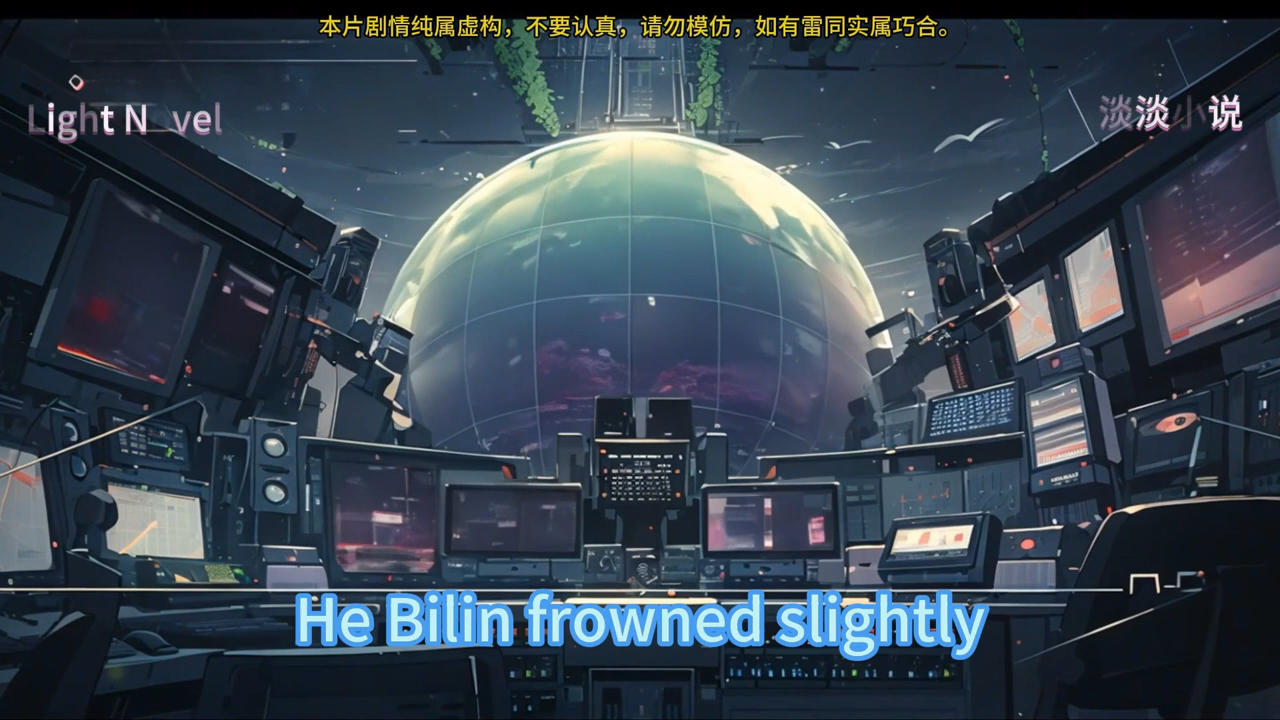 本片剧情纯属虚构，不要认真，请勿模仿，如有雷同实属巧合。
Light N vel
淡淡小说
He Bilin frowned slightly